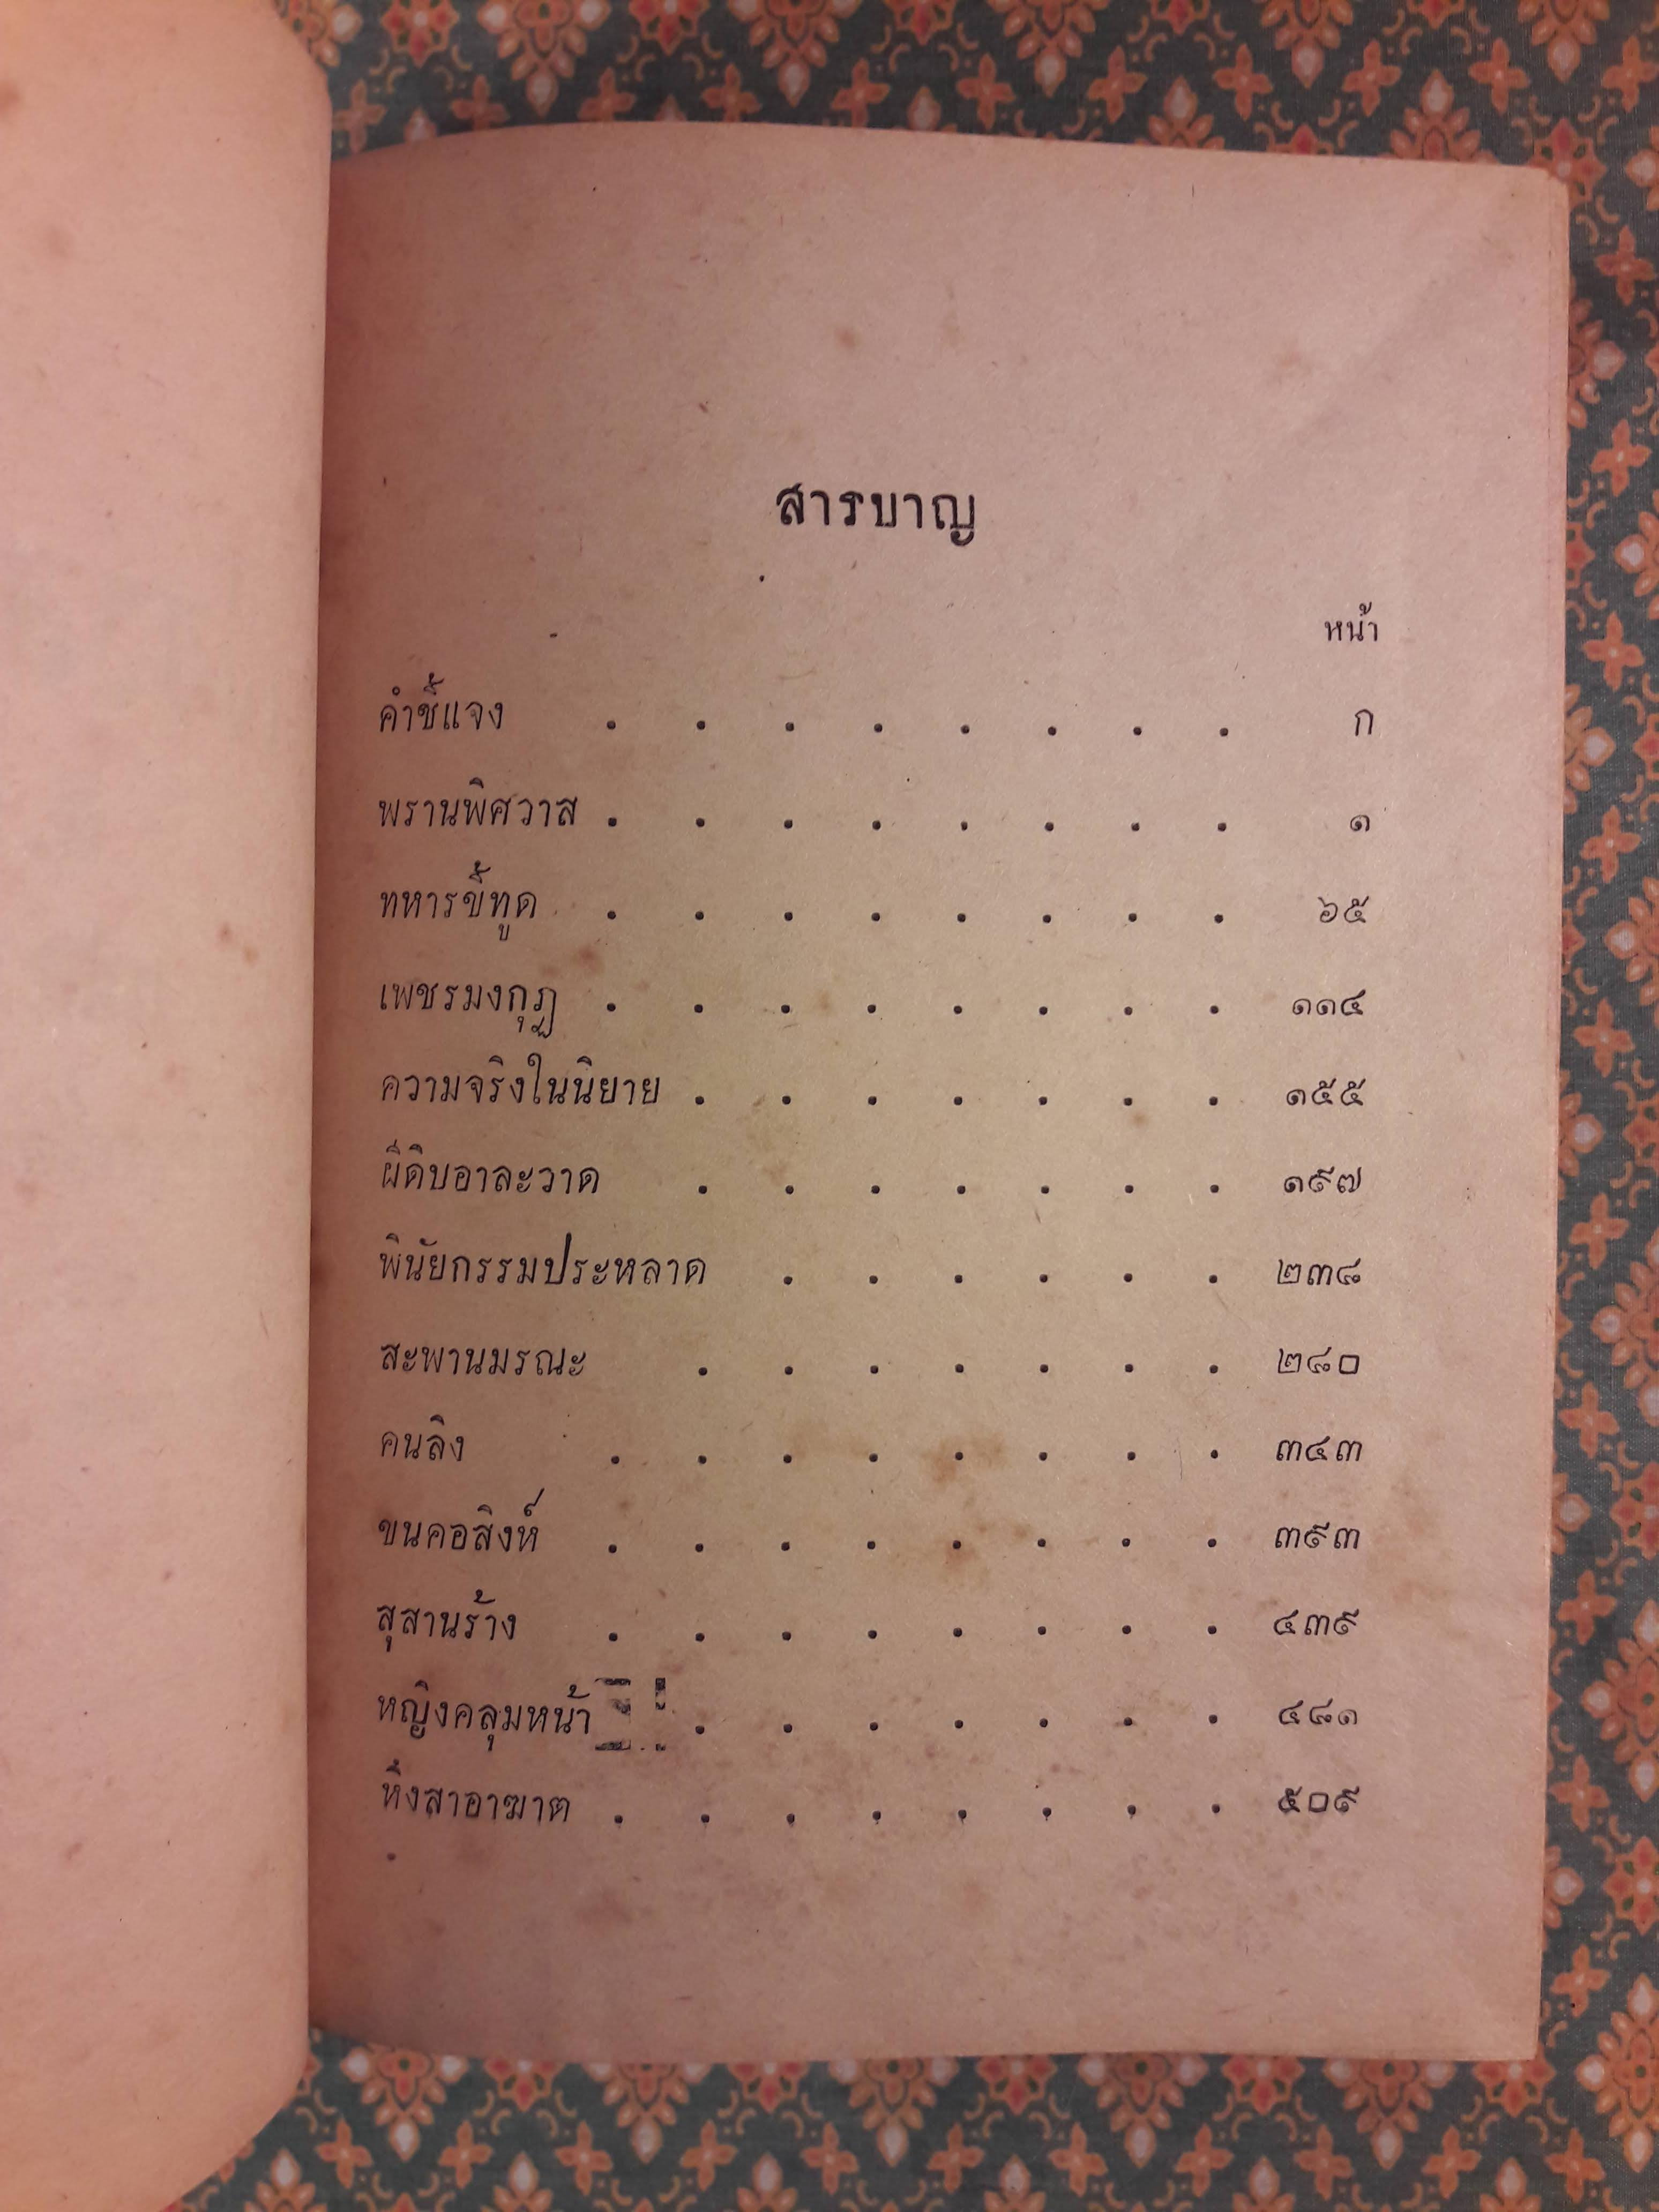 สารบาญ
หน้า
คำชี้แจง . . . . . . . . ก
พรานพิศวาส . . . . . . . . ๑
ทหารขี้ทูด . . . . . . . . ๖๕
เพชรมงกุฎ . . . . . . . . ๑๑๔
ความจริงในนิยาย . . . . . . . ๑๕๕
ผีดิบอาละวาด . . . . . . . ๑๙๗
พินัยกรรมประหลาด . . . . . . ๒๓๘
สะพานมรณะ . . . . . . . ๒๘๐
คนลิง . . . . . . . . ๓๔๓
ขนคอสิงห์ . . . . . . . . ๓๙๓
สุสานร้าง . . . . . . . . ๔๓๙
หญิงคลุมหน้า . . . . . . . ๔๘๑
หึงสาอาฆาต . . . . . . . . ๕๐๙